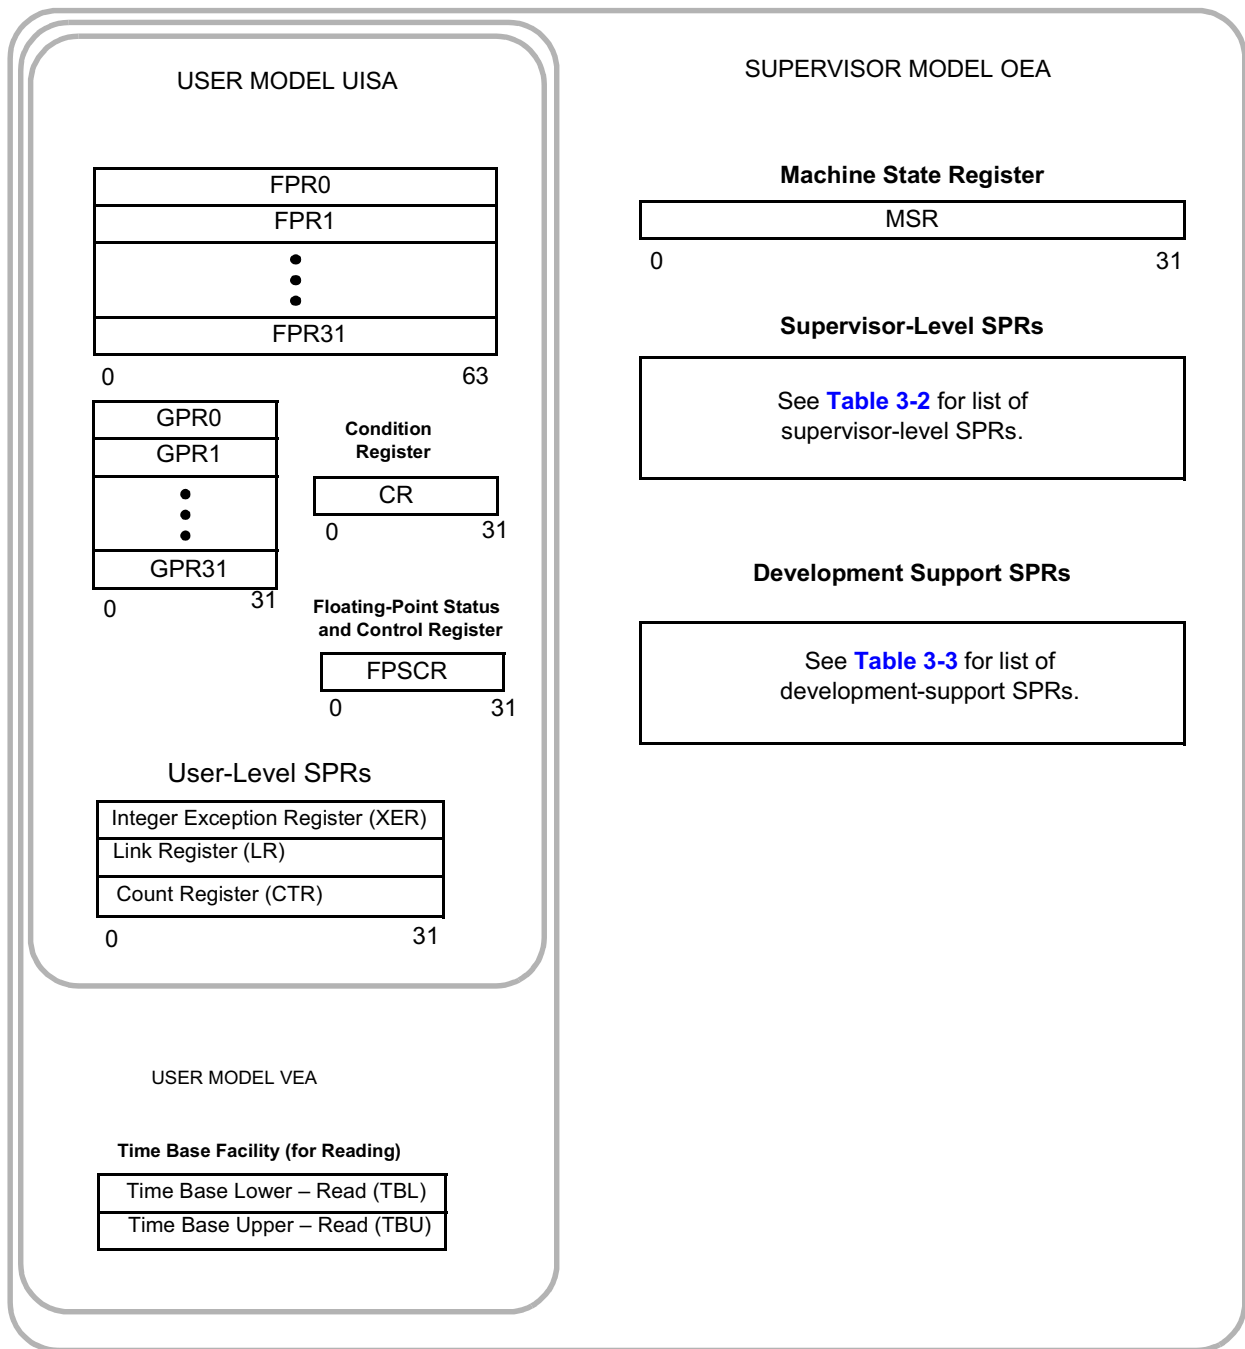 USER MODEL UISA
FPR0
FPR1
FPR31
0 63
GPR0
GPR1
GPR31
0 31
Condition
Register
CR
0 31
Floating-Point Status
and Control Register
FPSCR
0 31
User-Level SPRs
Integer Exception Register (XER)
Link Register (LR)
Count Register (CTR)
0 31
USER MODEL VEA
Time Base Facility (for Reading)
Time Base Lower – Read (TBL)
Time Base Upper – Read (TBU)
SUPERVISOR MODEL OEA
Machine State Register
MSR
0 31
Supervisor-Level SPRs
See Table 3-2 for list of
supervisor-level SPRs.
Development Support SPRs
See Table 3-3 for list of
development-support SPRs.